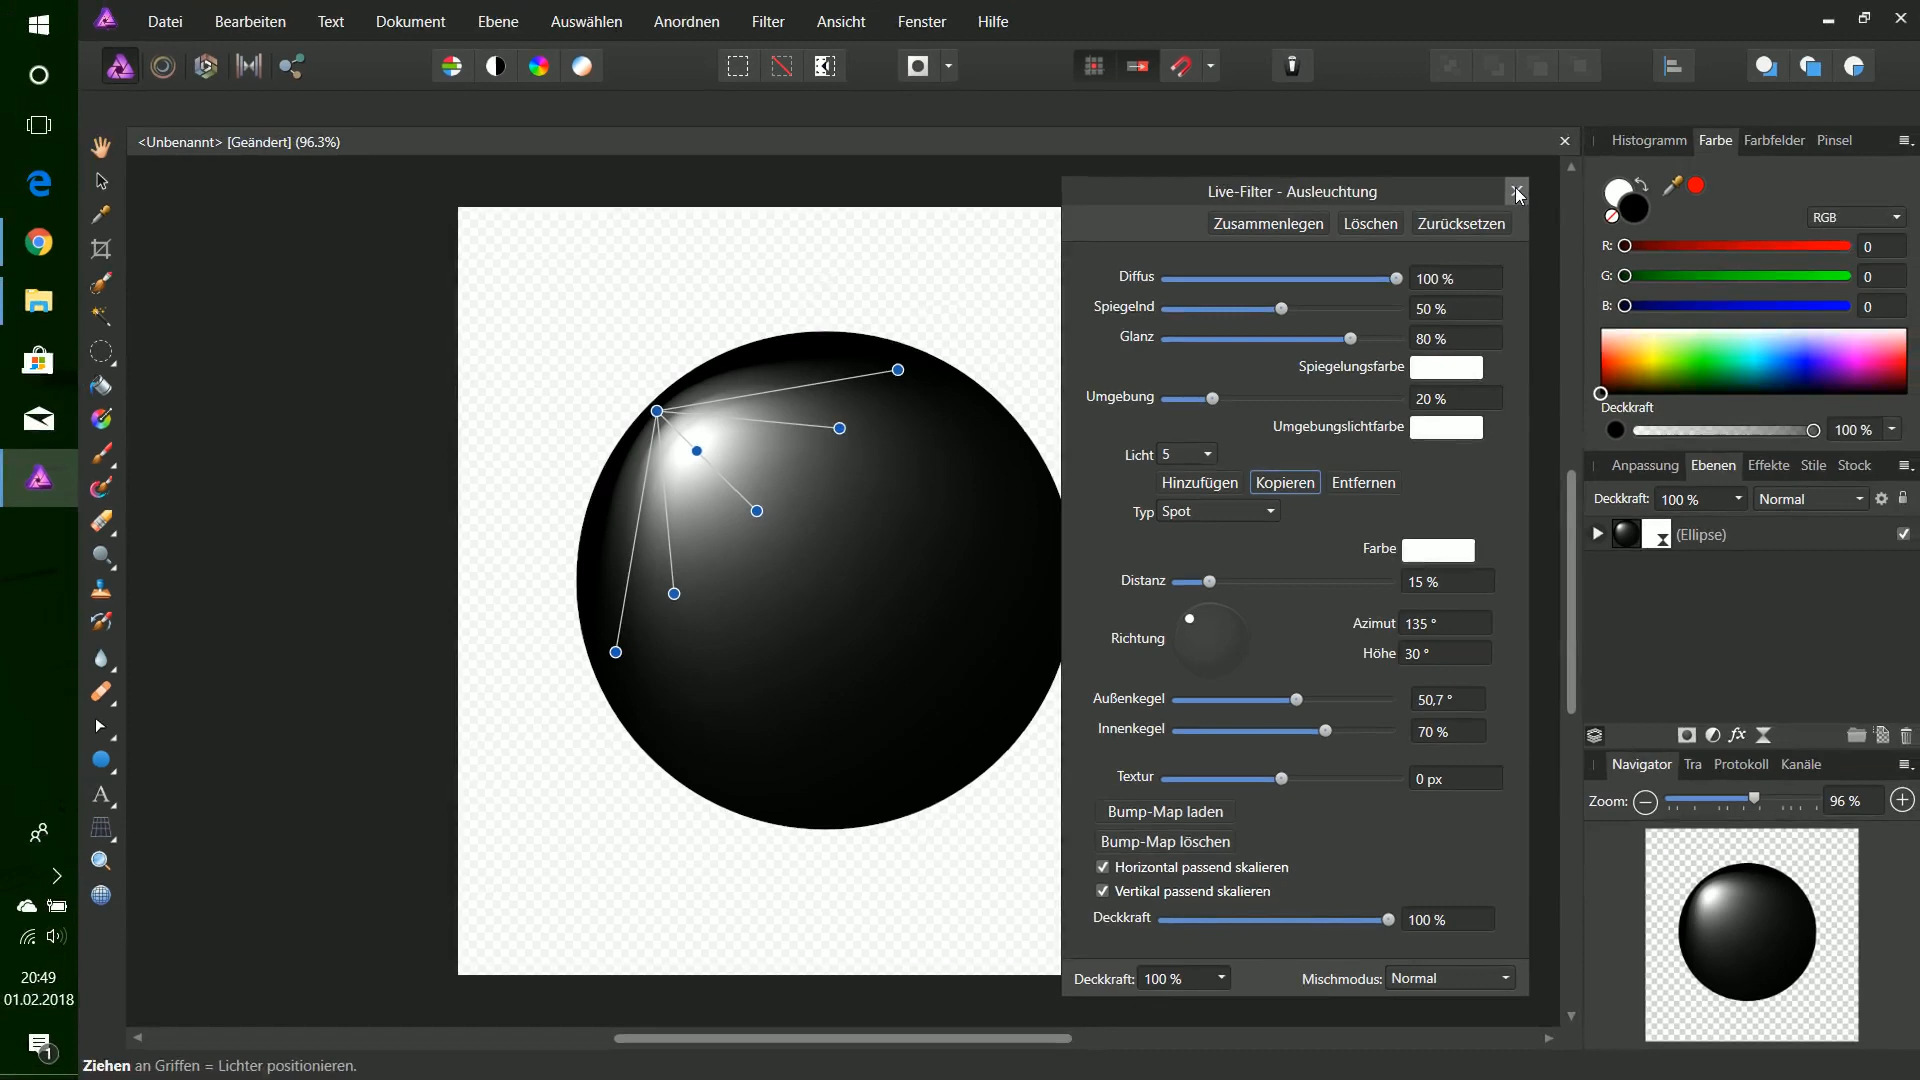 Datei Bearbeiten Text Dokument Ebene Auswählen Anordnen Filter Ansicht Fenster Hilfe
<Unbenannt> [Geändert] (96.3%)
Histogramm Farbe Farbfelder Pinsel
Live-Filter - Ausleuchtung
Zusammenlegen Löschen Zurücksetzen
RGB
R: 0
G: 0
B: 0
Diffus 100 %
Spiegelnd 50 %
Glanz 80 %
Spiegelungsfarbe
Umgebung 20 %
Umgebungslichtfarbe
Licht 5
Hinzufügen Kopieren Entfernen
Typ Spot
Farbe
Distanz 15 %
Richtung
Azimut 135 °
Höhe 30 °
Außenkegel 50,7 °
Innenkegel 70 %
Textur 0 px
Bump-Map laden
Bump-Map löschen
Horizontal passend skalieren
Vertikal passend skalieren
Deckkraft 100 %
Deckkraft: 100 % Mischmodus: Normal
Deckkraft
100 %
Anpassung Ebenen Effekte Stile Stock
Deckkraft: 100 % Normal
(Ellipse)
fx
Navigator Tra Protokoll Kanäle
Zoom: 96 %
20:49
01.02.2018
1
Ziehen an Griffen = Lichter positionieren.